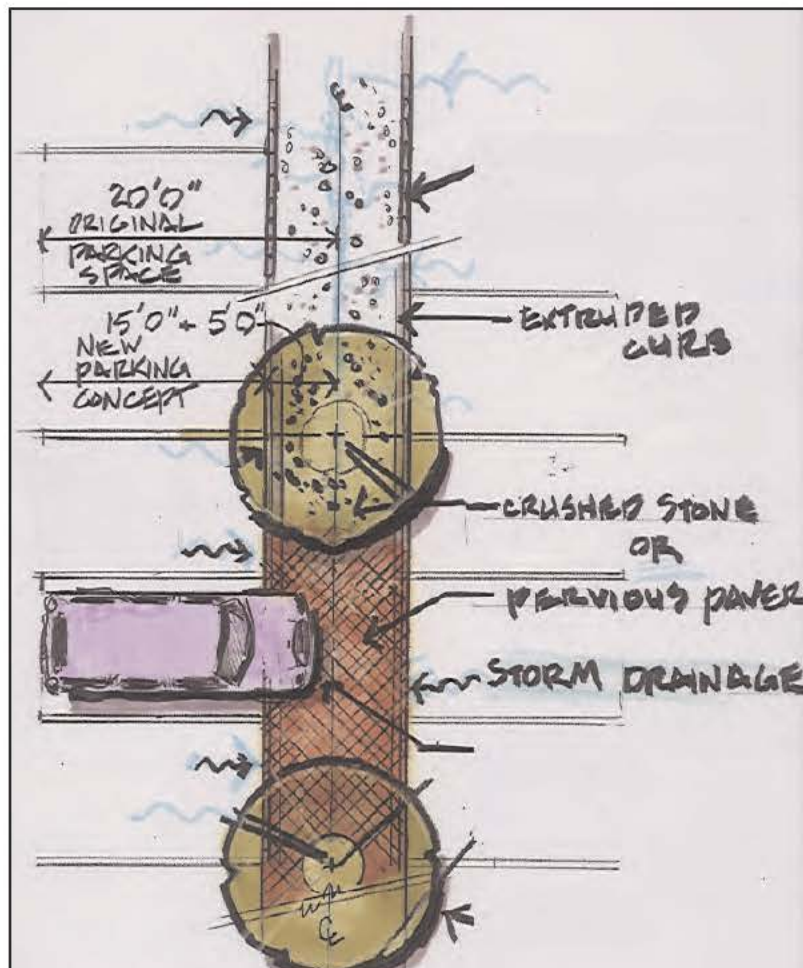 20'0"
ORIGINAL
PARKING
SPACE
15'0" + 5'0"
NEW
PARKING
CONCEPT
EXTRUDED
CURB
CRUSHED STONE
OR
PERVIOUS PAVER
STORM DRAINAGE